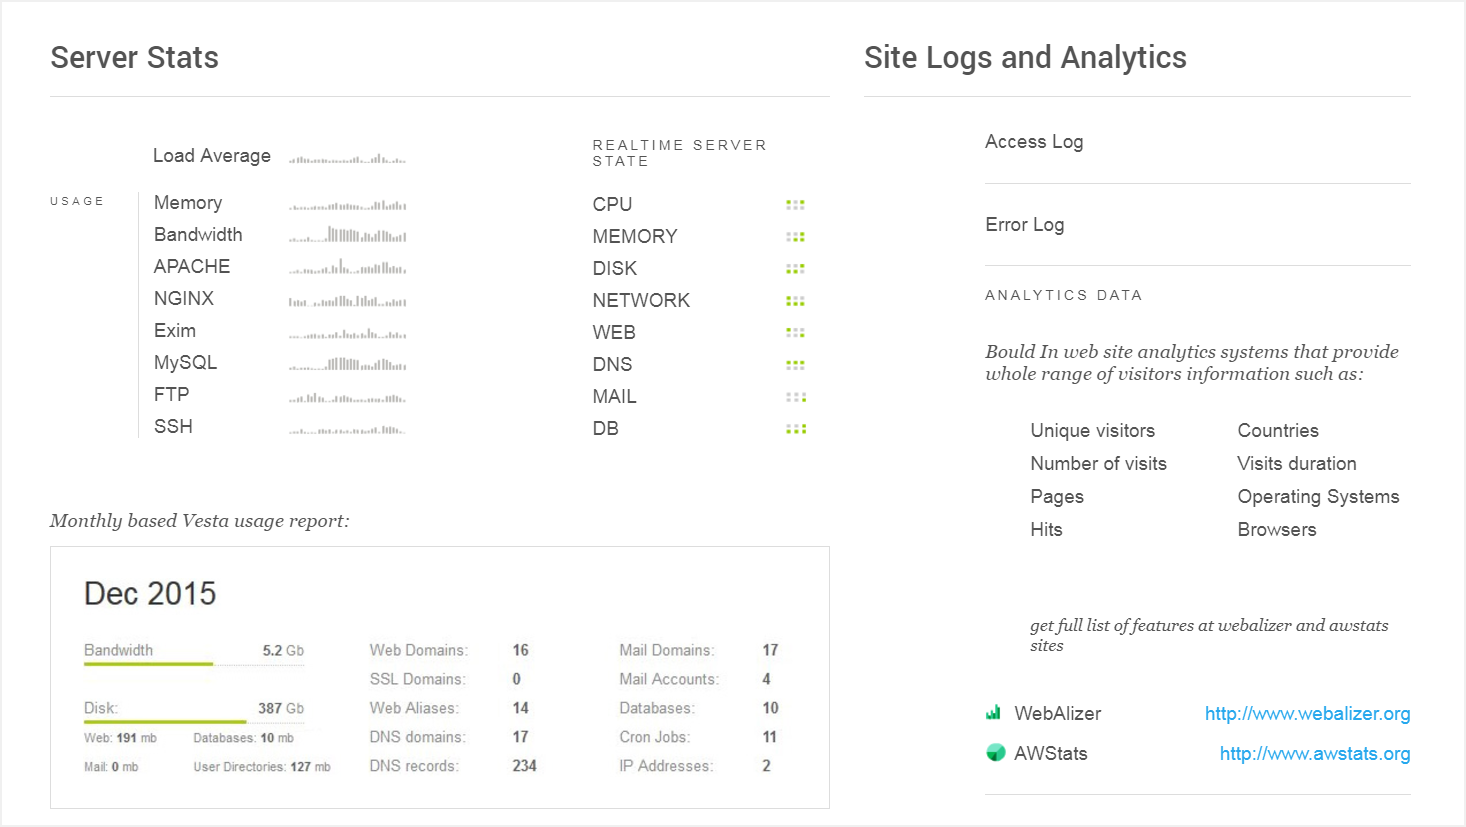 Server Stats
Load Average
USAGE
Memory
Bandwidth
APACHE
NGINX
Exim
MySQL
FTP
SSH
REALTIME SERVER
STATE
CPU
MEMORY
DISK
NETWORK
WEB
DNS
MAIL
DB
Monthly based Vesta usage report:
Dec 2015
Bandwidth 5.2 Gb
Disk: 387 Gb
Web: 191 mb Databases: 10 mb
Mail: 0 mb User Directories: 127 mb
Web Domains: 16
SSL Domains: 0
Web Aliases: 14
DNS domains: 17
DNS records: 234
Mail Domains: 17
Mail Accounts: 4
Databases: 10
Cron Jobs: 11
IP Addresses: 2
Site Logs and Analytics
Access Log
Error Log
ANALYTICS DATA
Bould In web site analytics systems that provide
whole range of visitors information such as:
Unique visitors Countries
Number of visits Visits duration
Pages Operating Systems
Hits Browsers
get full list of features at webalizer and awstats
sites
WebAlizer http://www.webalizer.org
AWStats http://www.awstats.org